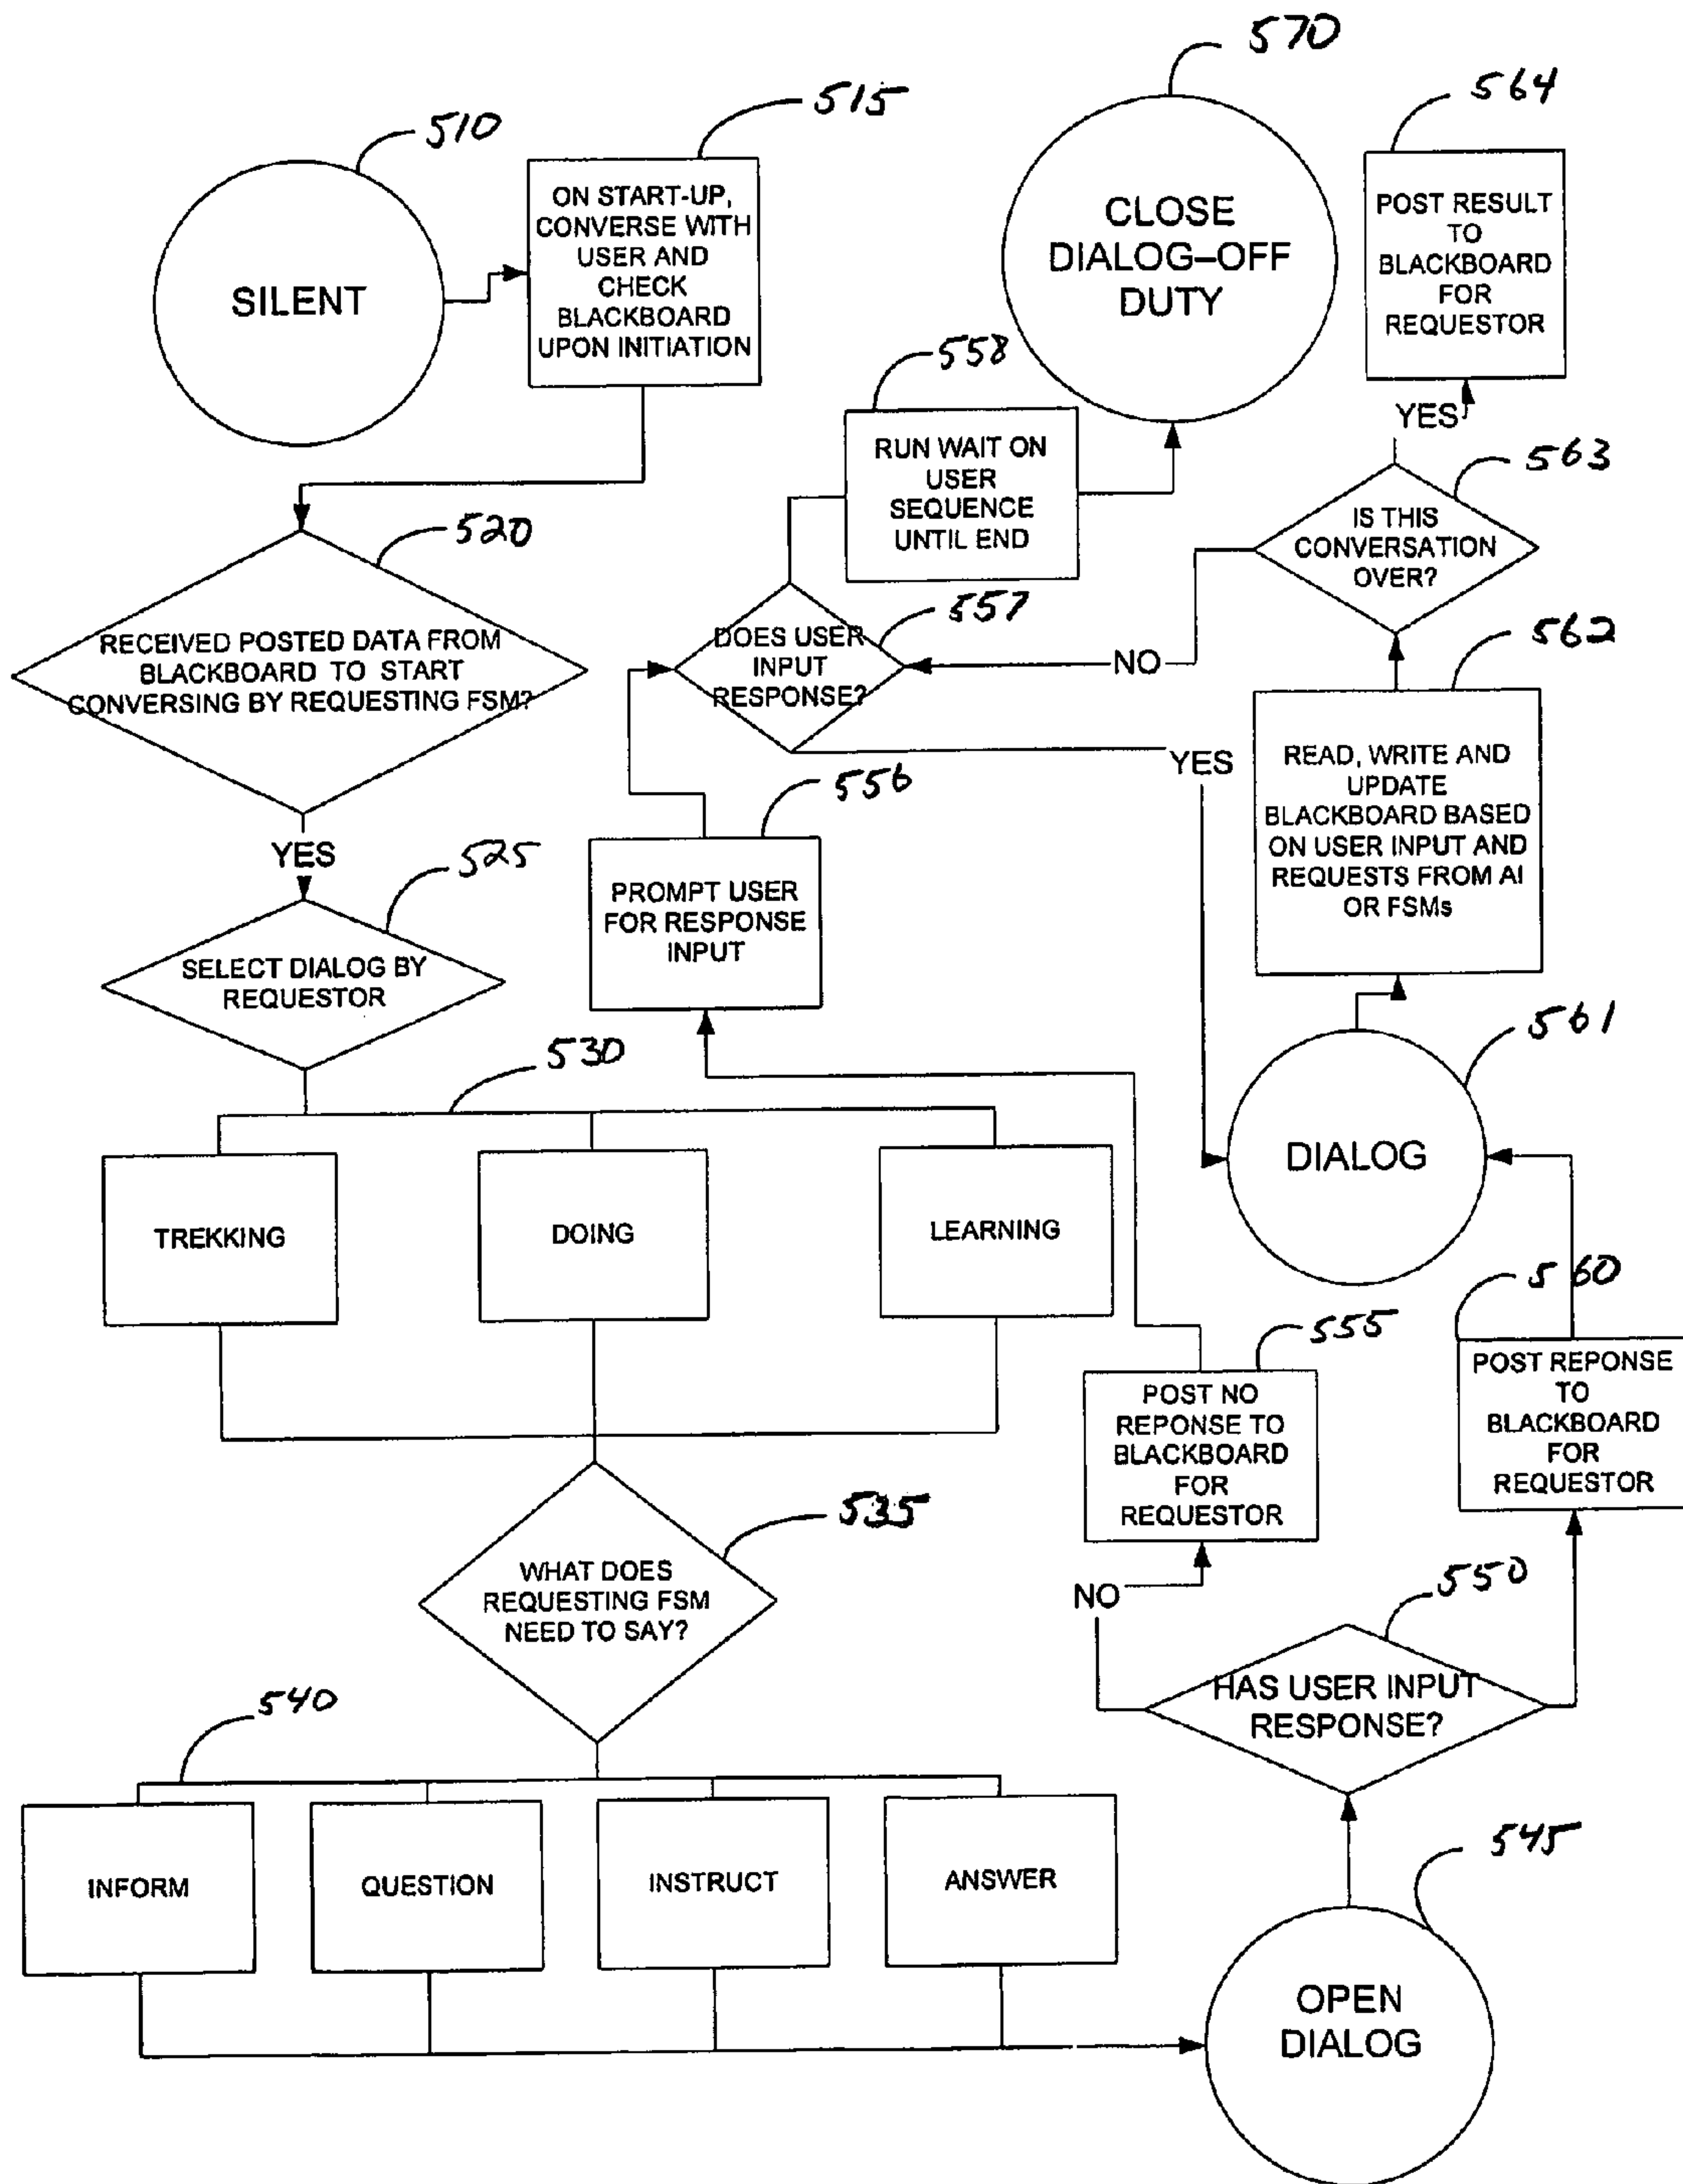 570
564
515
510
ON START-UP,
CONVERSE WITH
USER AND
CHECK
BLACKBOARD
UPON INITIATION
SILENT
CLOSE
DIALOG–OFF
DUTY
POST RESULT
TO
BLACKBOARD
FOR
REQUESTOR
558
YES
RUN WAIT ON
USER
SEQUENCE
UNTIL END
563
IS THIS
CONVERSATION
OVER?
520
557
562
RECEIVED POSTED DATA FROM
BLACKBOARD TO START
CONVERSING BY REQUESTING FSM?
DOES USER
INPUT
RESPONSE?
NO
YES
READ, WRITE AND
UPDATE
BLACKBOARD BASED
ON USER INPUT AND
REQUESTS FROM AI
OR FSMs
556
YES
525
PROMPT USER
FOR RESPONSE
INPUT
SELECT DIALOG BY
REQUESTOR
561
530
DIALOG
TREKKING
DOING
LEARNING
560
555
POST NO
REPONSE TO
BLACKBOARD
FOR
REQUESTOR
POST REPONSE
TO
BLACKBOARD
FOR
REQUESTOR
535
WHAT DOES
REQUESTING FSM
NEED TO SAY?
NO
550
HAS USER INPUT
RESPONSE?
540
INFORM
QUESTION
INSTRUCT
ANSWER
545
OPEN
DIALOG